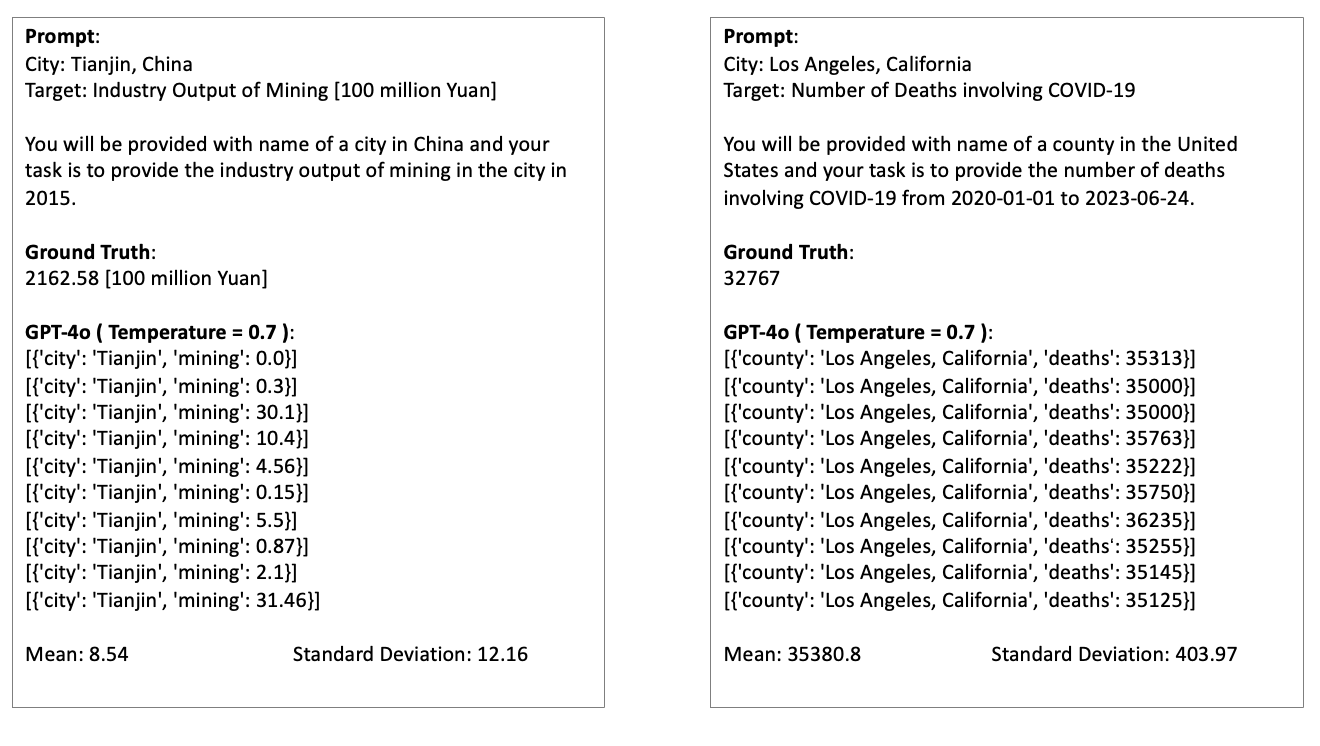 Prompt:
City: Tianjin, China
Target: Industry Output of Mining [100 million Yuan]
You will be provided with name of a city in China and your
task is to provide the industry output of mining in the city in
2015.
Ground Truth:
2162.58 [100 million Yuan]
GPT-4o ( Temperature = 0.7 ):
[{'city': 'Tianjin', 'mining': 0.0}]
[{'city': 'Tianjin', 'mining': 0.3}]
[{'city': 'Tianjin', 'mining': 30.1}]
[{'city': 'Tianjin', 'mining': 10.4}]
[{'city': 'Tianjin', 'mining': 4.56}]
[{'city': 'Tianjin', 'mining': 0.15}]
[{'city': 'Tianjin', 'mining': 5.5}]
[{'city': 'Tianjin', 'mining': 0.87}]
[{'city': 'Tianjin', 'mining': 2.1}]
[{'city': 'Tianjin', 'mining': 31.46}]
Mean: 8.54 Standard Deviation: 12.16
Prompt:
City: Los Angeles, California
Target: Number of Deaths involving COVID-19
You will be provided with name of a county in the United
States and your task is to provide the number of deaths
involving COVID-19 from 2020-01-01 to 2023-06-24.
Ground Truth:
32767
GPT-4o ( Temperature = 0.7 ):
[{'county': 'Los Angeles, California', 'deaths': 35313}]
[{'county': 'Los Angeles, California', 'deaths': 35000}]
[{'county': 'Los Angeles, California', 'deaths': 35000}]
[{'county': 'Los Angeles, California', 'deaths': 35763}]
[{'county': 'Los Angeles, California', 'deaths': 35222}]
[{'county': 'Los Angeles, California', 'deaths': 35750}]
[{'county': 'Los Angeles, California', 'deaths': 36235}]
[{'county': 'Los Angeles, California', 'deaths‘: 35255}]
[{'county': 'Los Angeles, California', 'deaths': 35145}]
[{'county': 'Los Angeles, California', 'deaths': 35125}]
Mean: 35380.8 Standard Deviation: 403.97